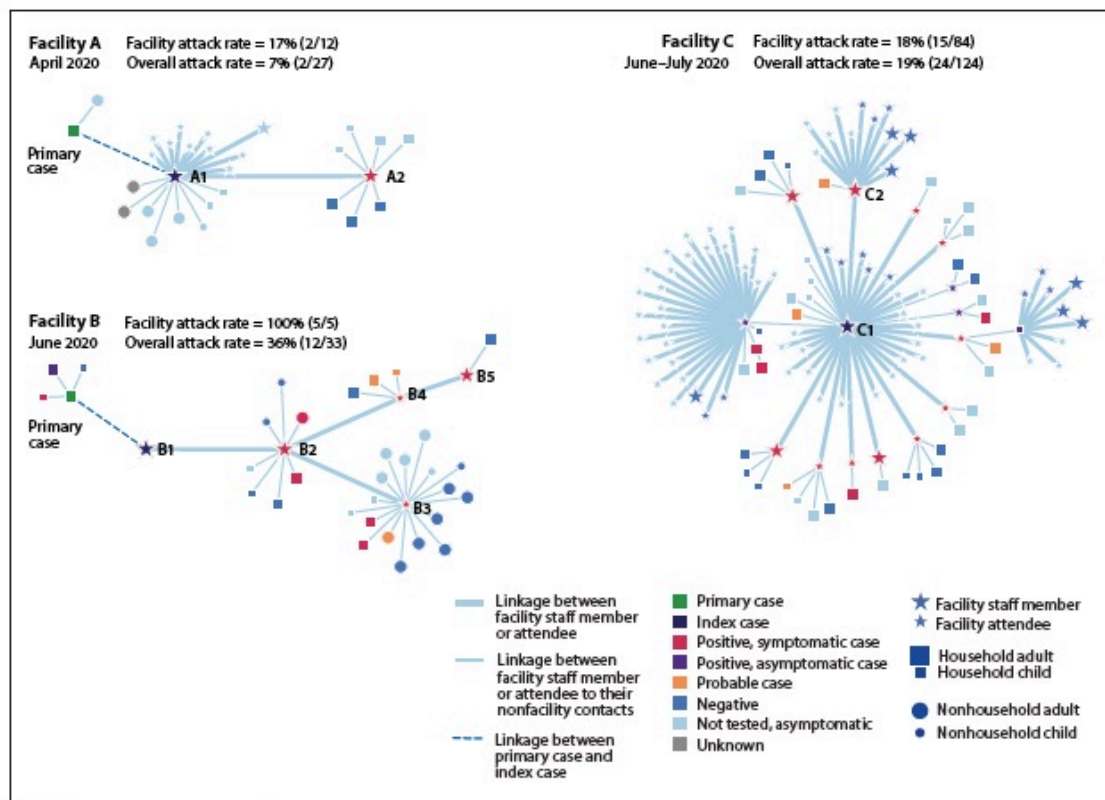 Facility A Facility attack rate = 17% (2/12)
April 2020 Overall attack rate = 7% (2/27)
Primary
case
A1
A2
Facility B Facility attack rate = 100% (5/5)
June 2020 Overall attack rate = 36% (12/33)
Primary
case
B1
B2
B3
B4
B5
Facility C Facility attack rate = 18% (15/84)
June–July 2020 Overall attack rate = 19% (24/124)
C2
C1
Linkage between
facility staff member
or attendee
Linkage between
facility staff member
or attendee to their
nonfacility contacts
Linkage between
primary case and
index case
Primary case
Index case
Positive, symptomatic case
Positive, asymptomatic case
Probable case
Negative
Not tested, asymptomatic
Unknown
Facility staff member
Facility attendee
Household adult
Household child
Nonhousehold adult
Nonhousehold child